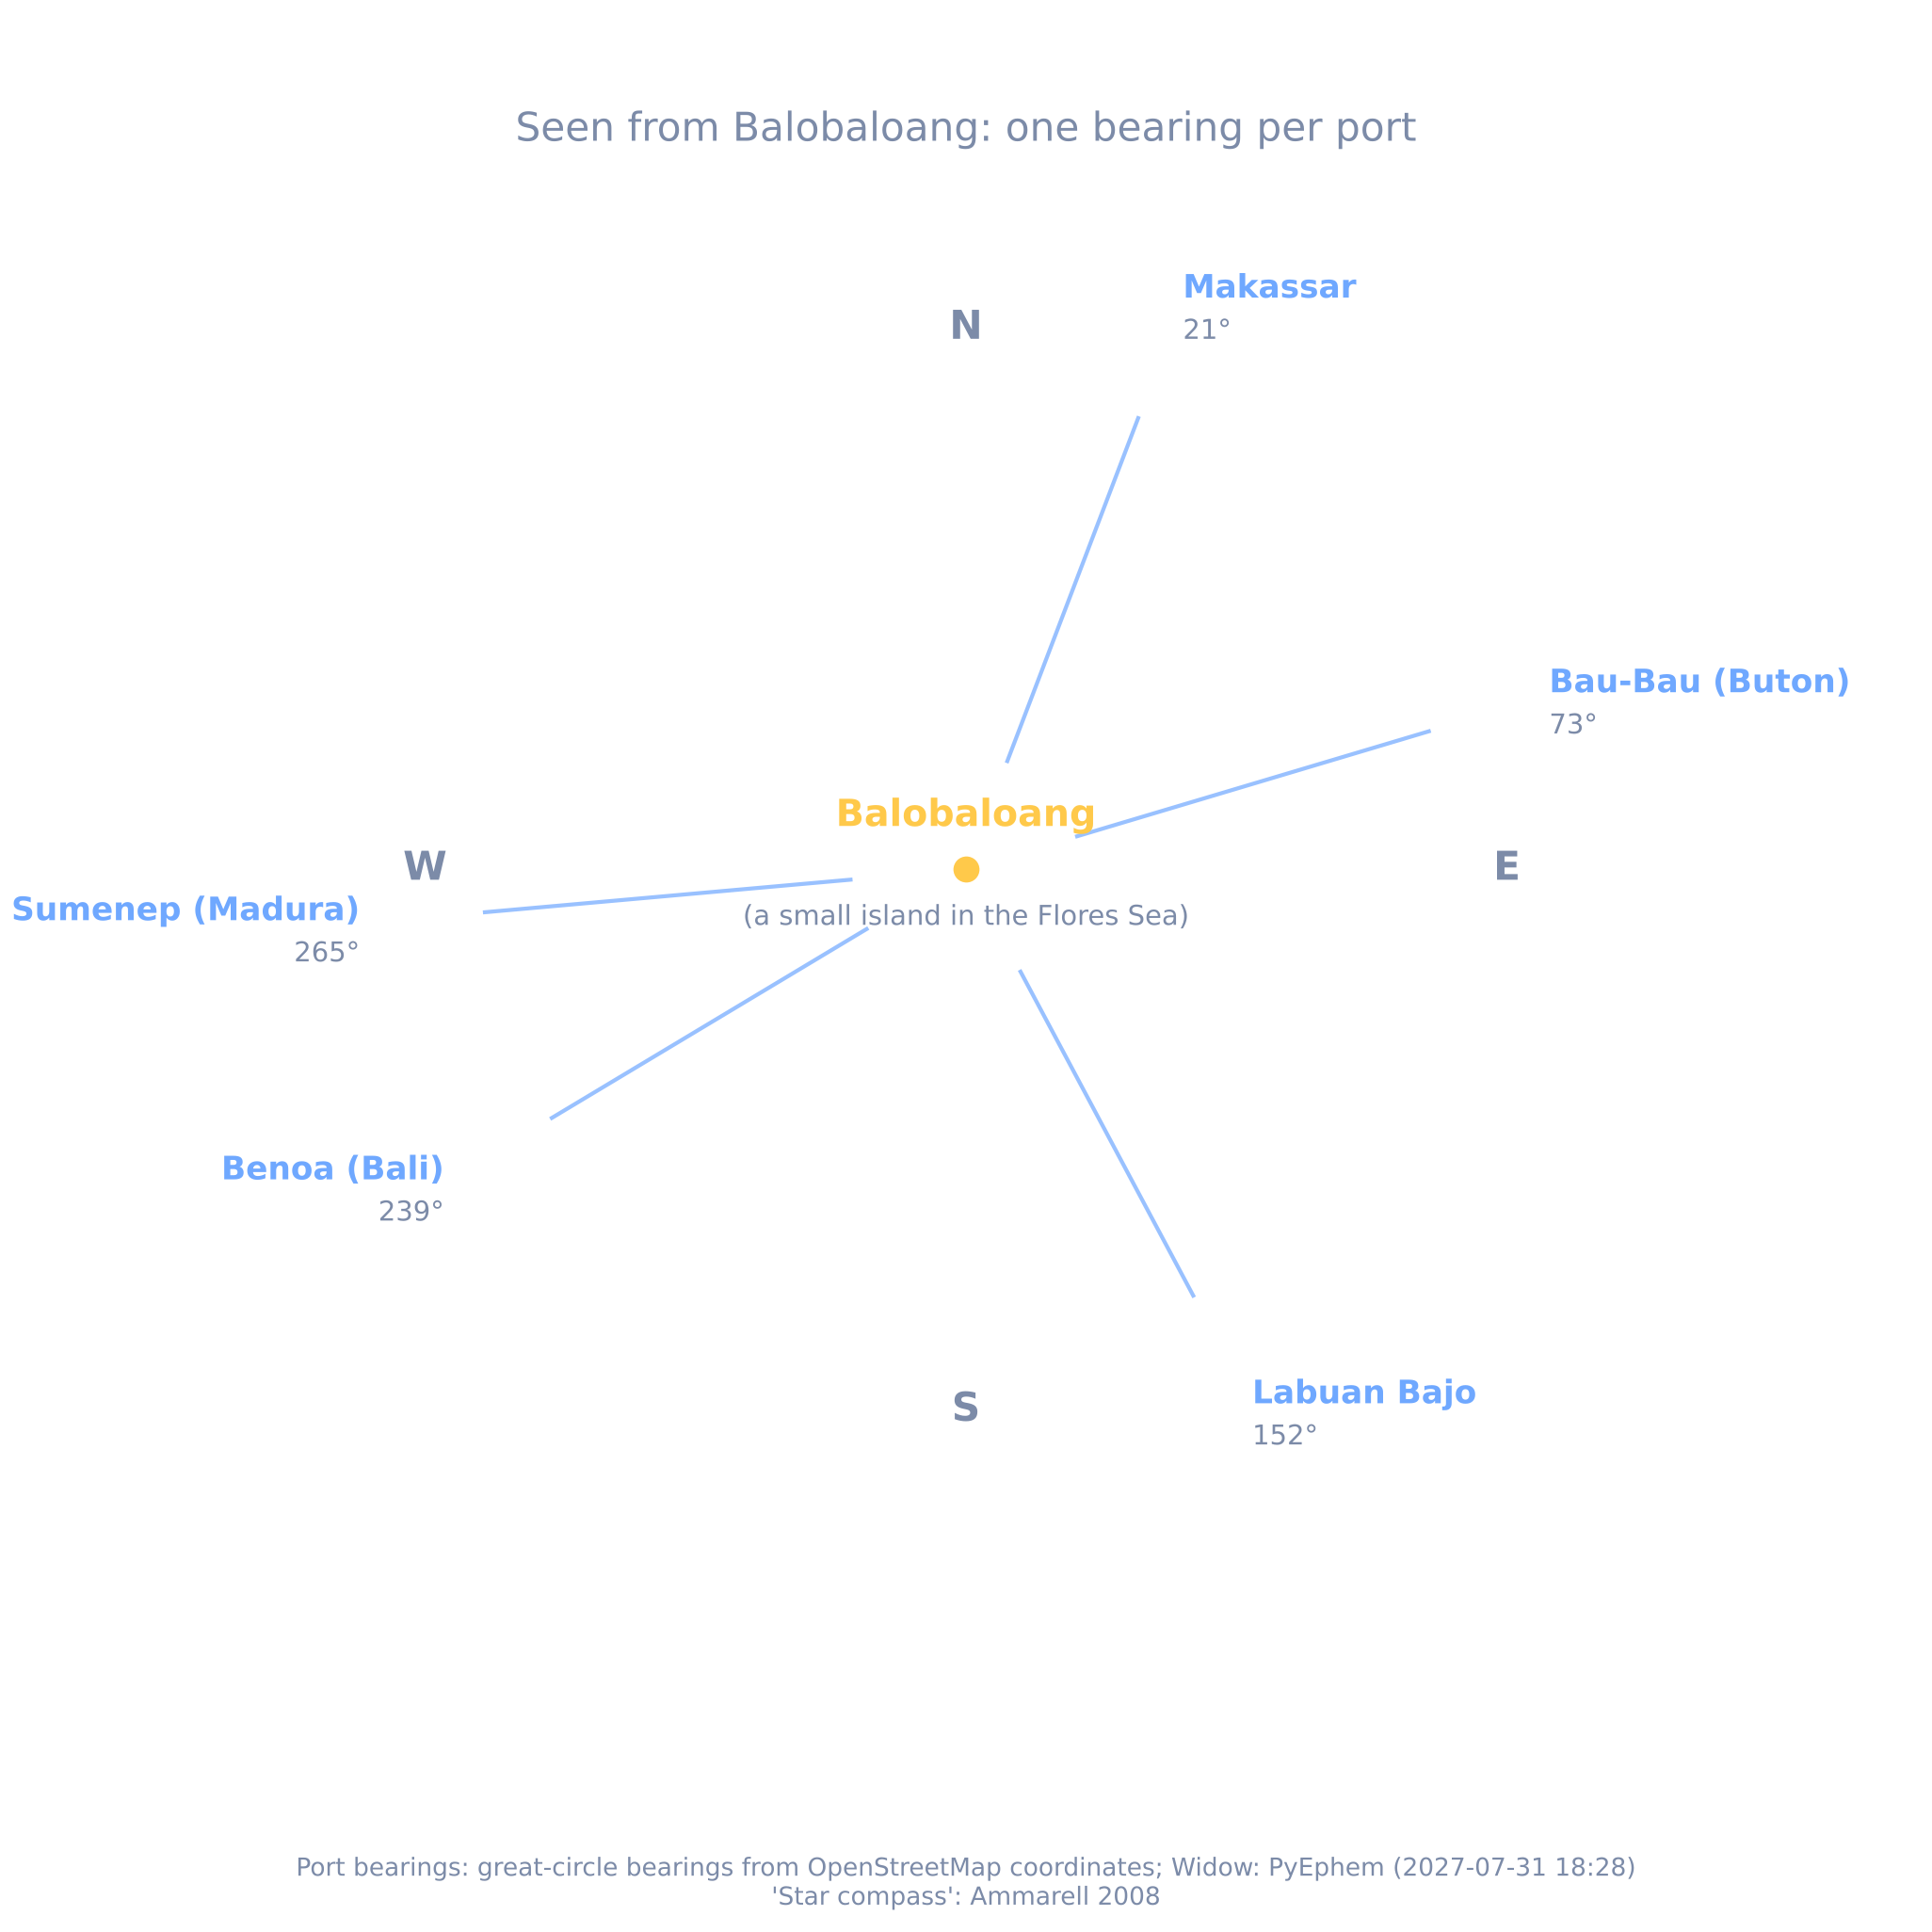 Seen from Balobaloang: one bearing per port
Makassar
21°
N
Bau-Bau (Buton)
73°
Balobaloang
W
E
Sumenep (Madura)
265°
(a small island in the Flores Sea)
Benoa (Bali)
239°
Labuan Bajo
152°
S
Port bearings: great-circle bearings from OpenStreetMap coordinates; Widow: PyEphem (2027-07-31 18:28)
'Star compass': Ammarell 2008